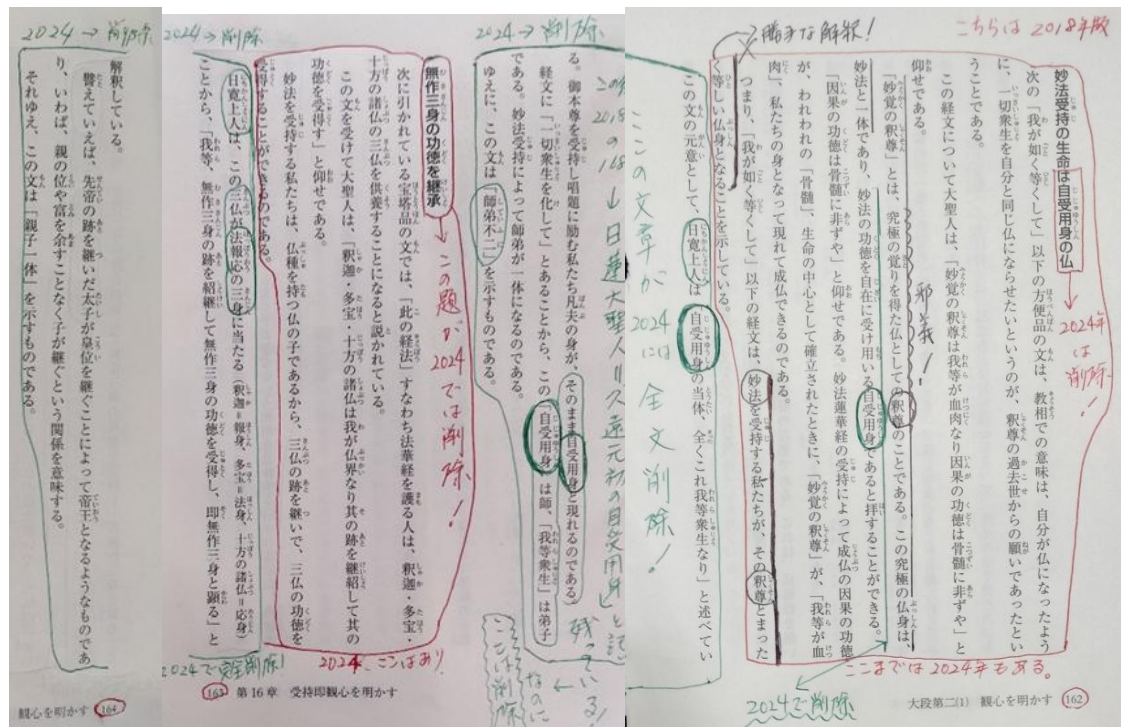 こちらは2018年版
妙法受持の生命は自受用身の仏
→2024年は削除!
次の「我が如く等くして」以下の方便品の文は、教相での意味は、自分が仏になったよう
に、一切衆生を自分と同じ仏にならせたいというのが、釈尊の過去世からの願いであったとい
うことである。
この経文について大聖人は、「妙覚の釈尊は我等が血肉なり因果の功徳は骨髄に非ずや」と
仰せである。
邪義!
「妙覚の釈尊」とは、究極の覚りを得た仏としての釈尊のことである。この究極の仏身は、
妙法と一体であり、妙法の功徳を自在に受け用いる自受用身であると拝することができる。
「因果の功徳は骨髄に非ずや」と仰せである。妙法蓮華経の受持によって成仏の因果の功徳
が、われわれの「骨髄」、生命の中心として確立されたときに、「妙覚の釈尊」が、「我等が血
肉」、私たちの身となって現れて成仏できるのである。
つまり、「我が如く等くして」以下の経文は、妙法を受持する私たちが、その釈尊とまった
く等しい仏身となることを示している。
勝手な解釈!
この文の元意として、日寛上人は「自受用身の当体、全くこれ我等衆生なり」と述べてい
ここまでは2024年もある。
2024で削除
大段第二(1) 観心を明かす 162
この文章が2024には全文削除!
2024→削除
る。御本尊を受持し唱題に励む私たち凡夫の身が、そのまま自受用身と現れるのである。
経文に「一切衆生を化して」とあることから、この「自受用身」は師、「我等衆生」は弟子
である。妙法受持によって師弟が一体になるのである。
ゆえに、この文は「師弟不二」を示すものである。
ここは削除
無作三身の功徳を継承
→この題が2024では削除!
次に引かれている宝塔品の文では、「此の経法」すなわち法華経を護る人は、釈迦・多宝・
十方の諸仏の三仏を供養することになると説かれている。
この文を受けて大聖人は、「釈迦・多宝・十方の諸仏は我が仏界なり其の跡を継紹して其の
功徳を受得す」と仰せである。
妙法を受持する私たちは、仏種を持つ仏の子であるから、三仏の跡を継いで、三仏の功徳を
受得することができるのである。
2024、ここはあり
2024→削除
日寛上人は、この三仏が法報応の三身に当たる(釈迦=報身、多宝=法身、十方の諸仏=応身)
ことから、「我等、無作三身の跡を紹継して無作三身の功徳を受得し、即無作三身と顕る」と
2024で完全削除!
163 第16章 受持即観心を明かす
2024→削除
解釈している。
譬えていえば、先帝の跡を継いだ太子が皇位を継ぐことによって帝王となるようなものであ
り、いわば、親の位や富を余すことなく子が継ぐという関係を意味する。
それゆえ、この文は「親子一体」を示すものである。
観心を明かす 164